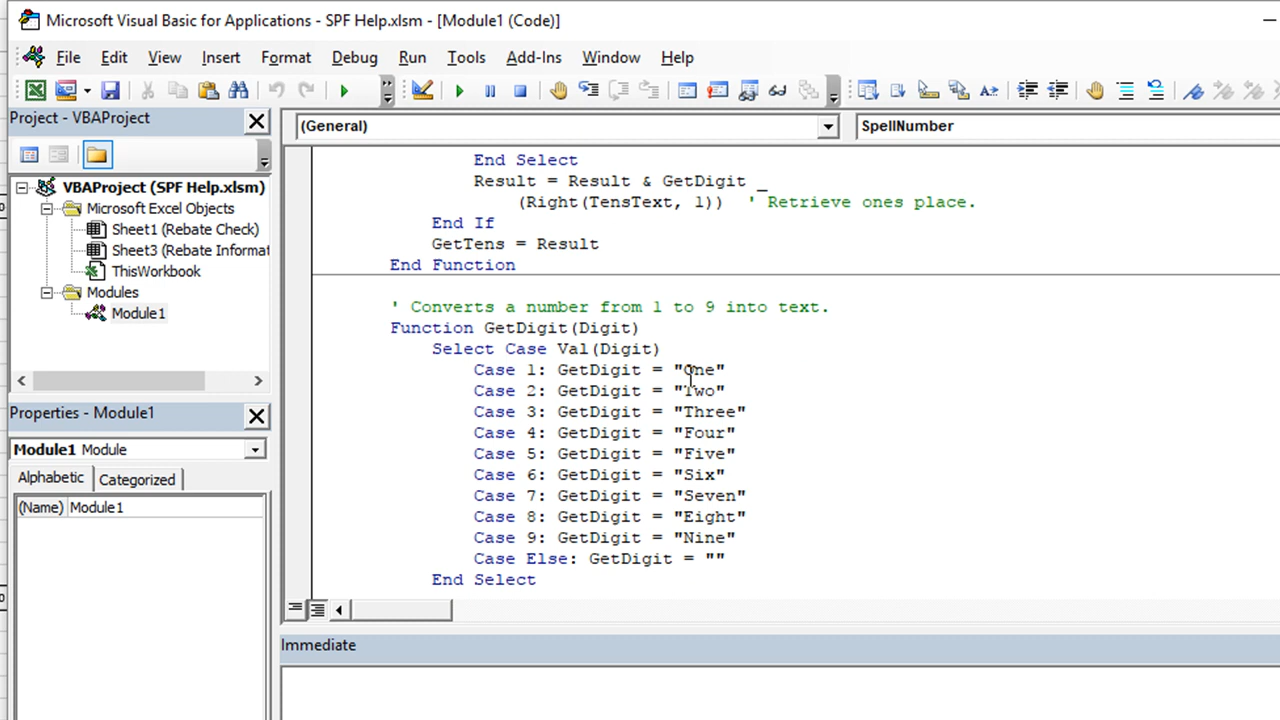 Microsoft Visual Basic for Applications - SPF Help.xlsm - [Module1 (Code)]
File Edit View Insert Format Debug Run Tools Add-Ins Window Help
Project - VBAProject
VBAProject (SPF Help.xlsm)
Microsoft Excel Objects
Sheet1 (Rebate Check)
Sheet3 (Rebate Informat
ThisWorkbook
Modules
Module1
Properties - Module1
Module1 Module
Alphabetic Categorized
(Name) Module1
(General) SpellNumber
End Select
Result = Result & GetDigit _
(Right(TensText, 1)) ' Retrieve ones place.
End If
GetTens = Result
End Function
' Converts a number from 1 to 9 into text.
Function GetDigit(Digit)
Select Case Val(Digit)
Case 1: GetDigit = "One"
Case 2: GetDigit = "Two"
Case 3: GetDigit = "Three"
Case 4: GetDigit = "Four"
Case 5: GetDigit = "Five"
Case 6: GetDigit = "Six"
Case 7: GetDigit = "Seven"
Case 8: GetDigit = "Eight"
Case 9: GetDigit = "Nine"
Case Else: GetDigit = ""
End Select
Immediate